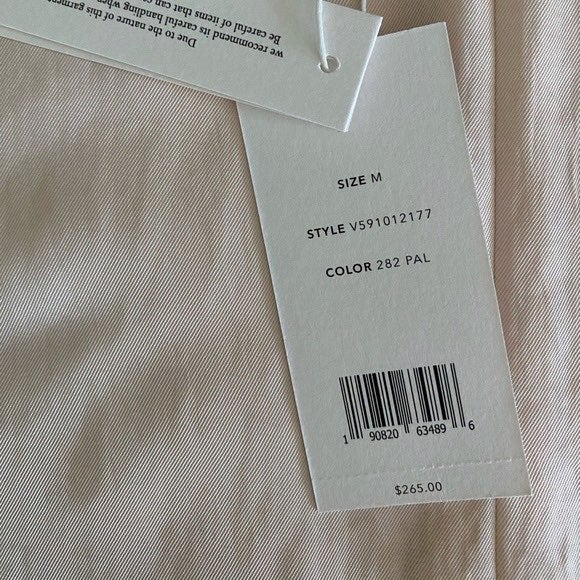 Due to the nature of this garmen
we recommend its careful handling when
Be careful of items that can c
SIZE M
STYLE V591012177
COLOR 282 PAL
1 90820 63489 6
$265.00